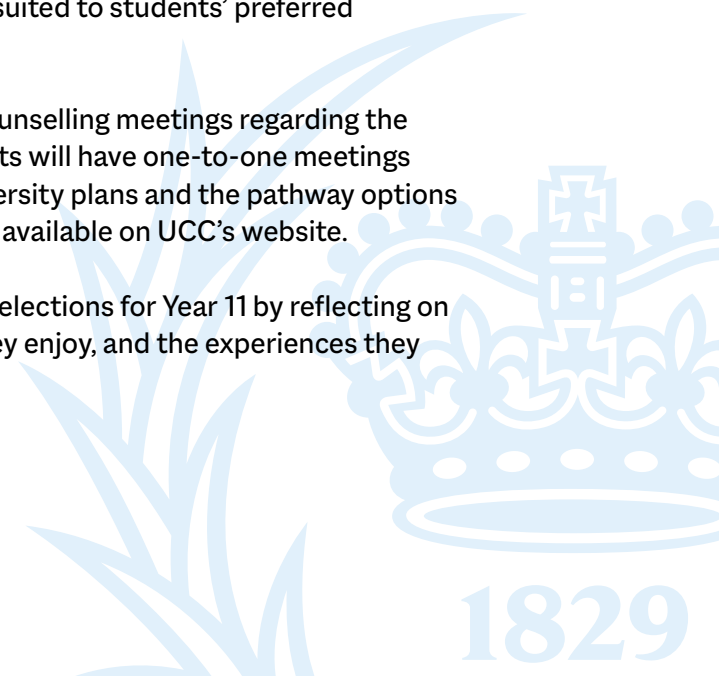 suited to students’ preferred
unselling meetings regarding the
ts will have one-to-one meetings
ersity plans and the pathway options
available on UCC’s website.
elections for Year 11 by reflecting on
ey enjoy, and the experiences they
1829